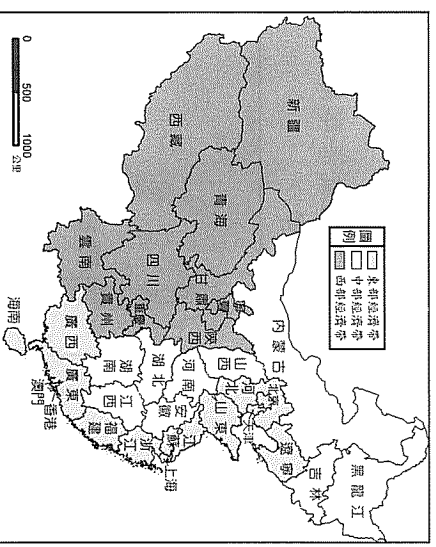 圖例
東部經濟帶
中部經濟帶
西部經濟帶
新疆
西藏
青海
甘肅
內蒙古
黑龍江
吉林
遼寧
北京
天津
河北
山西
山東
寧夏
陝西
河南
四川
重慶
湖北
安徽
江蘇
上海
雲南
貴州
湖南
江西
浙江
福建
廣西
廣東
香港
澳門
海南
0 500 1000
公里